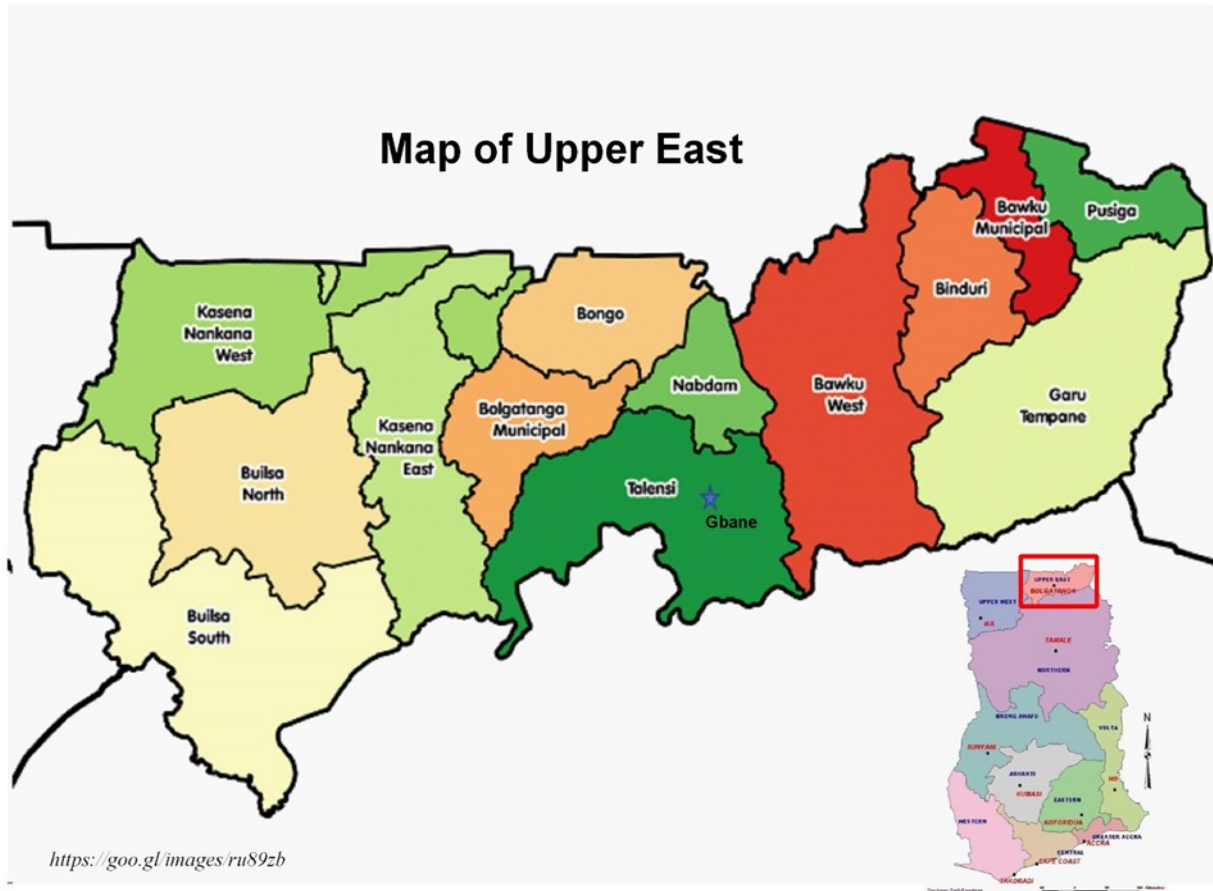 Map of Upper East
Bawku
Municipal
Pusiga
Binduri
Kasena
Nankana
West
Bongo
Nabdam
Bawku
West
Garu
Tempane
Bolgatanga
Municipal
Kasena
Nankana
East
Builsa
North
Talensi
Gbane
Builsa
South
UPPER EAST
BOLGATANGA
UPPER WEST
WA
TAMALE
NORTHERN
BRONG AHAFO
VOLTA
N
SUNYANI
ASHANTI
KUMASI
EASTERN
HO
KOFORIDUA
WESTERN
GREATER ACCRA
ACCRA
CENTRAL
CAPE COAST
TAKORADI
https://goo.gl/images/ru89zb